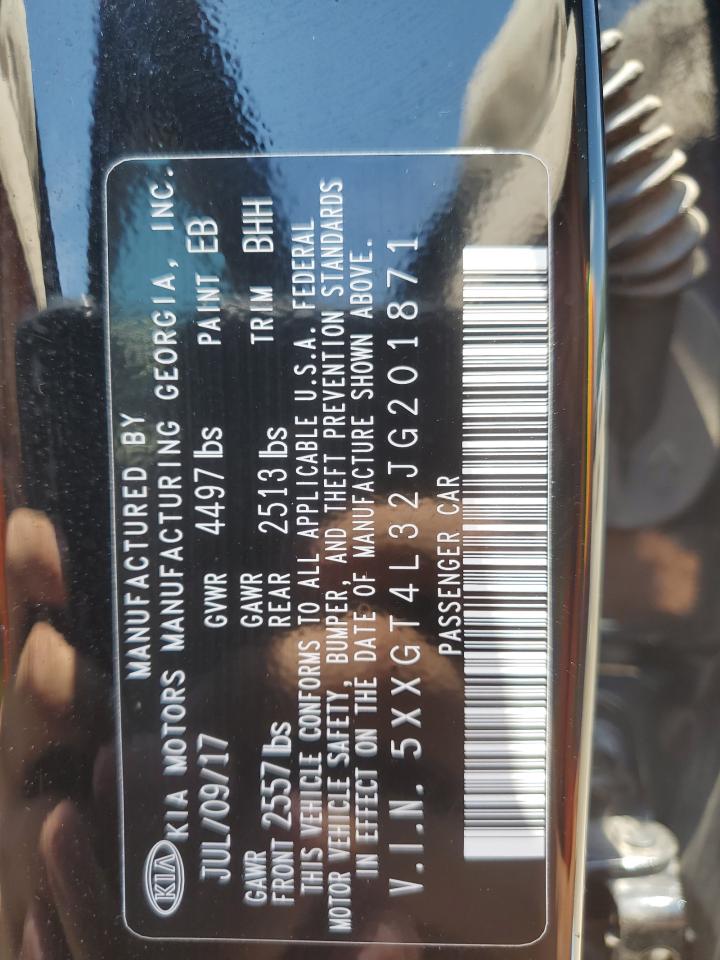 MANUFACTURED BY
KIA KIA MOTORS MANUFACTURING GEORGIA, INC.
JUL/09/17 GVWR 4497 lbs PAINT EB
GAWR FRONT 2557 lbs GAWR REAR 2513 lbs TRIM BHH
THIS VEHICLE CONFORMS TO ALL APPLICABLE U.S.A. FEDERAL
MOTOR VEHICLE SAFETY, BUMPER, AND THEFT PREVENTION STANDARDS
IN EFFECT ON THE DATE OF MANUFACTURE SHOWN ABOVE.
V.I.N. 5XXGT4L32JG201871
PASSENGER CAR